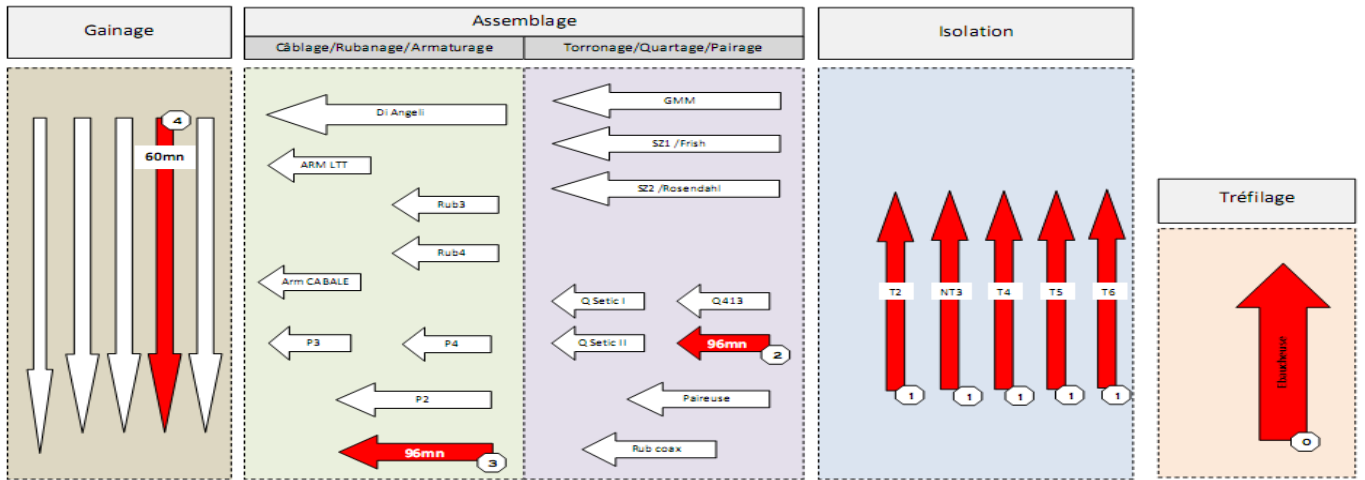 Gainage
Assemblage
Câblage/Rubanage/Armaturage
Torronage/Quartage/Pairage
Isolation
Tréfilage
4
60mn
Di Angeli
ARM LTT
Rub3
Rub4
Arm CABALE
P3
P4
P2
96mn
3
GMM
SZ1 /Frish
SZ2 /Rosendahl
Q Setic I
Q413
Q Setic II
96mn
2
Paireuse
Rub coax
T2
NT3
T4
T5
T6
1
1
1
1
1
Ebaucheuse
0